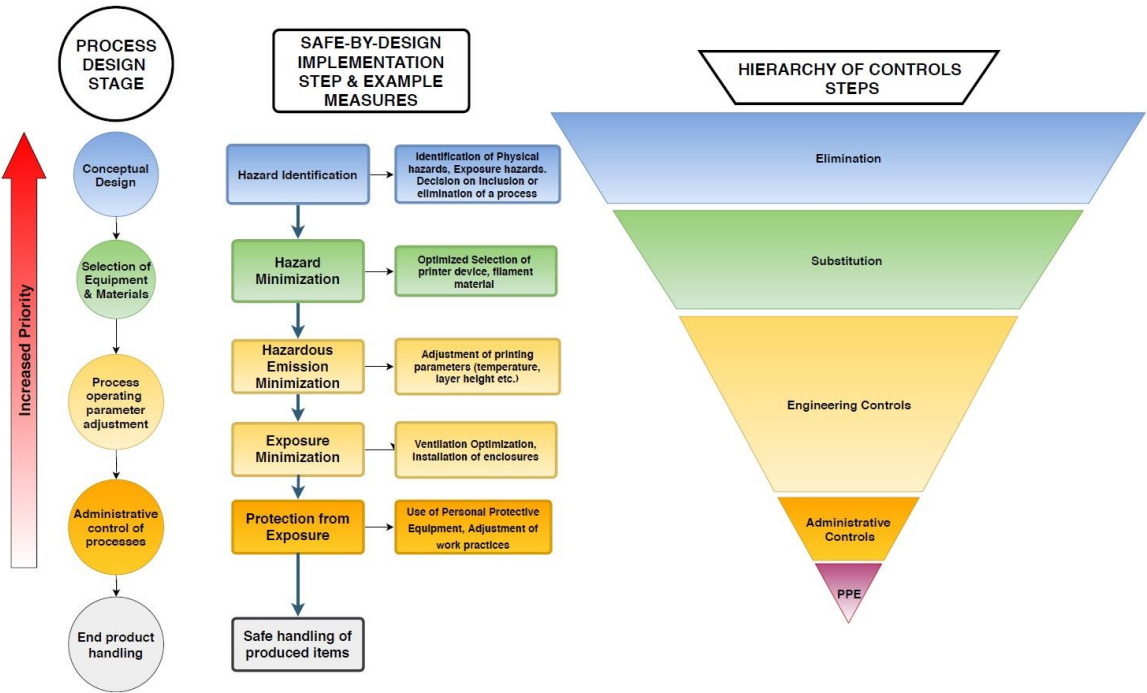 PROCESS
DESIGN
STAGE
SAFE-BY-DESIGN
IMPLEMENTATION
STEP & EXAMPLE
MEASURES
HIERARCHY OF CONTROLS
STEPS
Increased Priority
Conceptual
Design
Selection of
Equipment
& Materials
Process
operating
parameter
adjustment
Administrative
control of
processes
End product
handling
Hazard Identification
Identification of Physical
hazards, Exposure hazards.
Decision on inclusion or
elimination of a process
Hazard
Minimization
Optimized Selection of
printer device, filament
material
Hazardous
Emission
Minimization
Adjustment of printing
parameters (temperature,
layer height etc.)
Exposure
Minimization
Ventilation Optimization,
Installation of enclosures
Protection from
Exposure
Use of Personal Protective
Equipment, Adjustment of
work practices
Safe handling of
produced items
Elimination
Substitution
Engineering Controls
Administrative
Controls
PPE